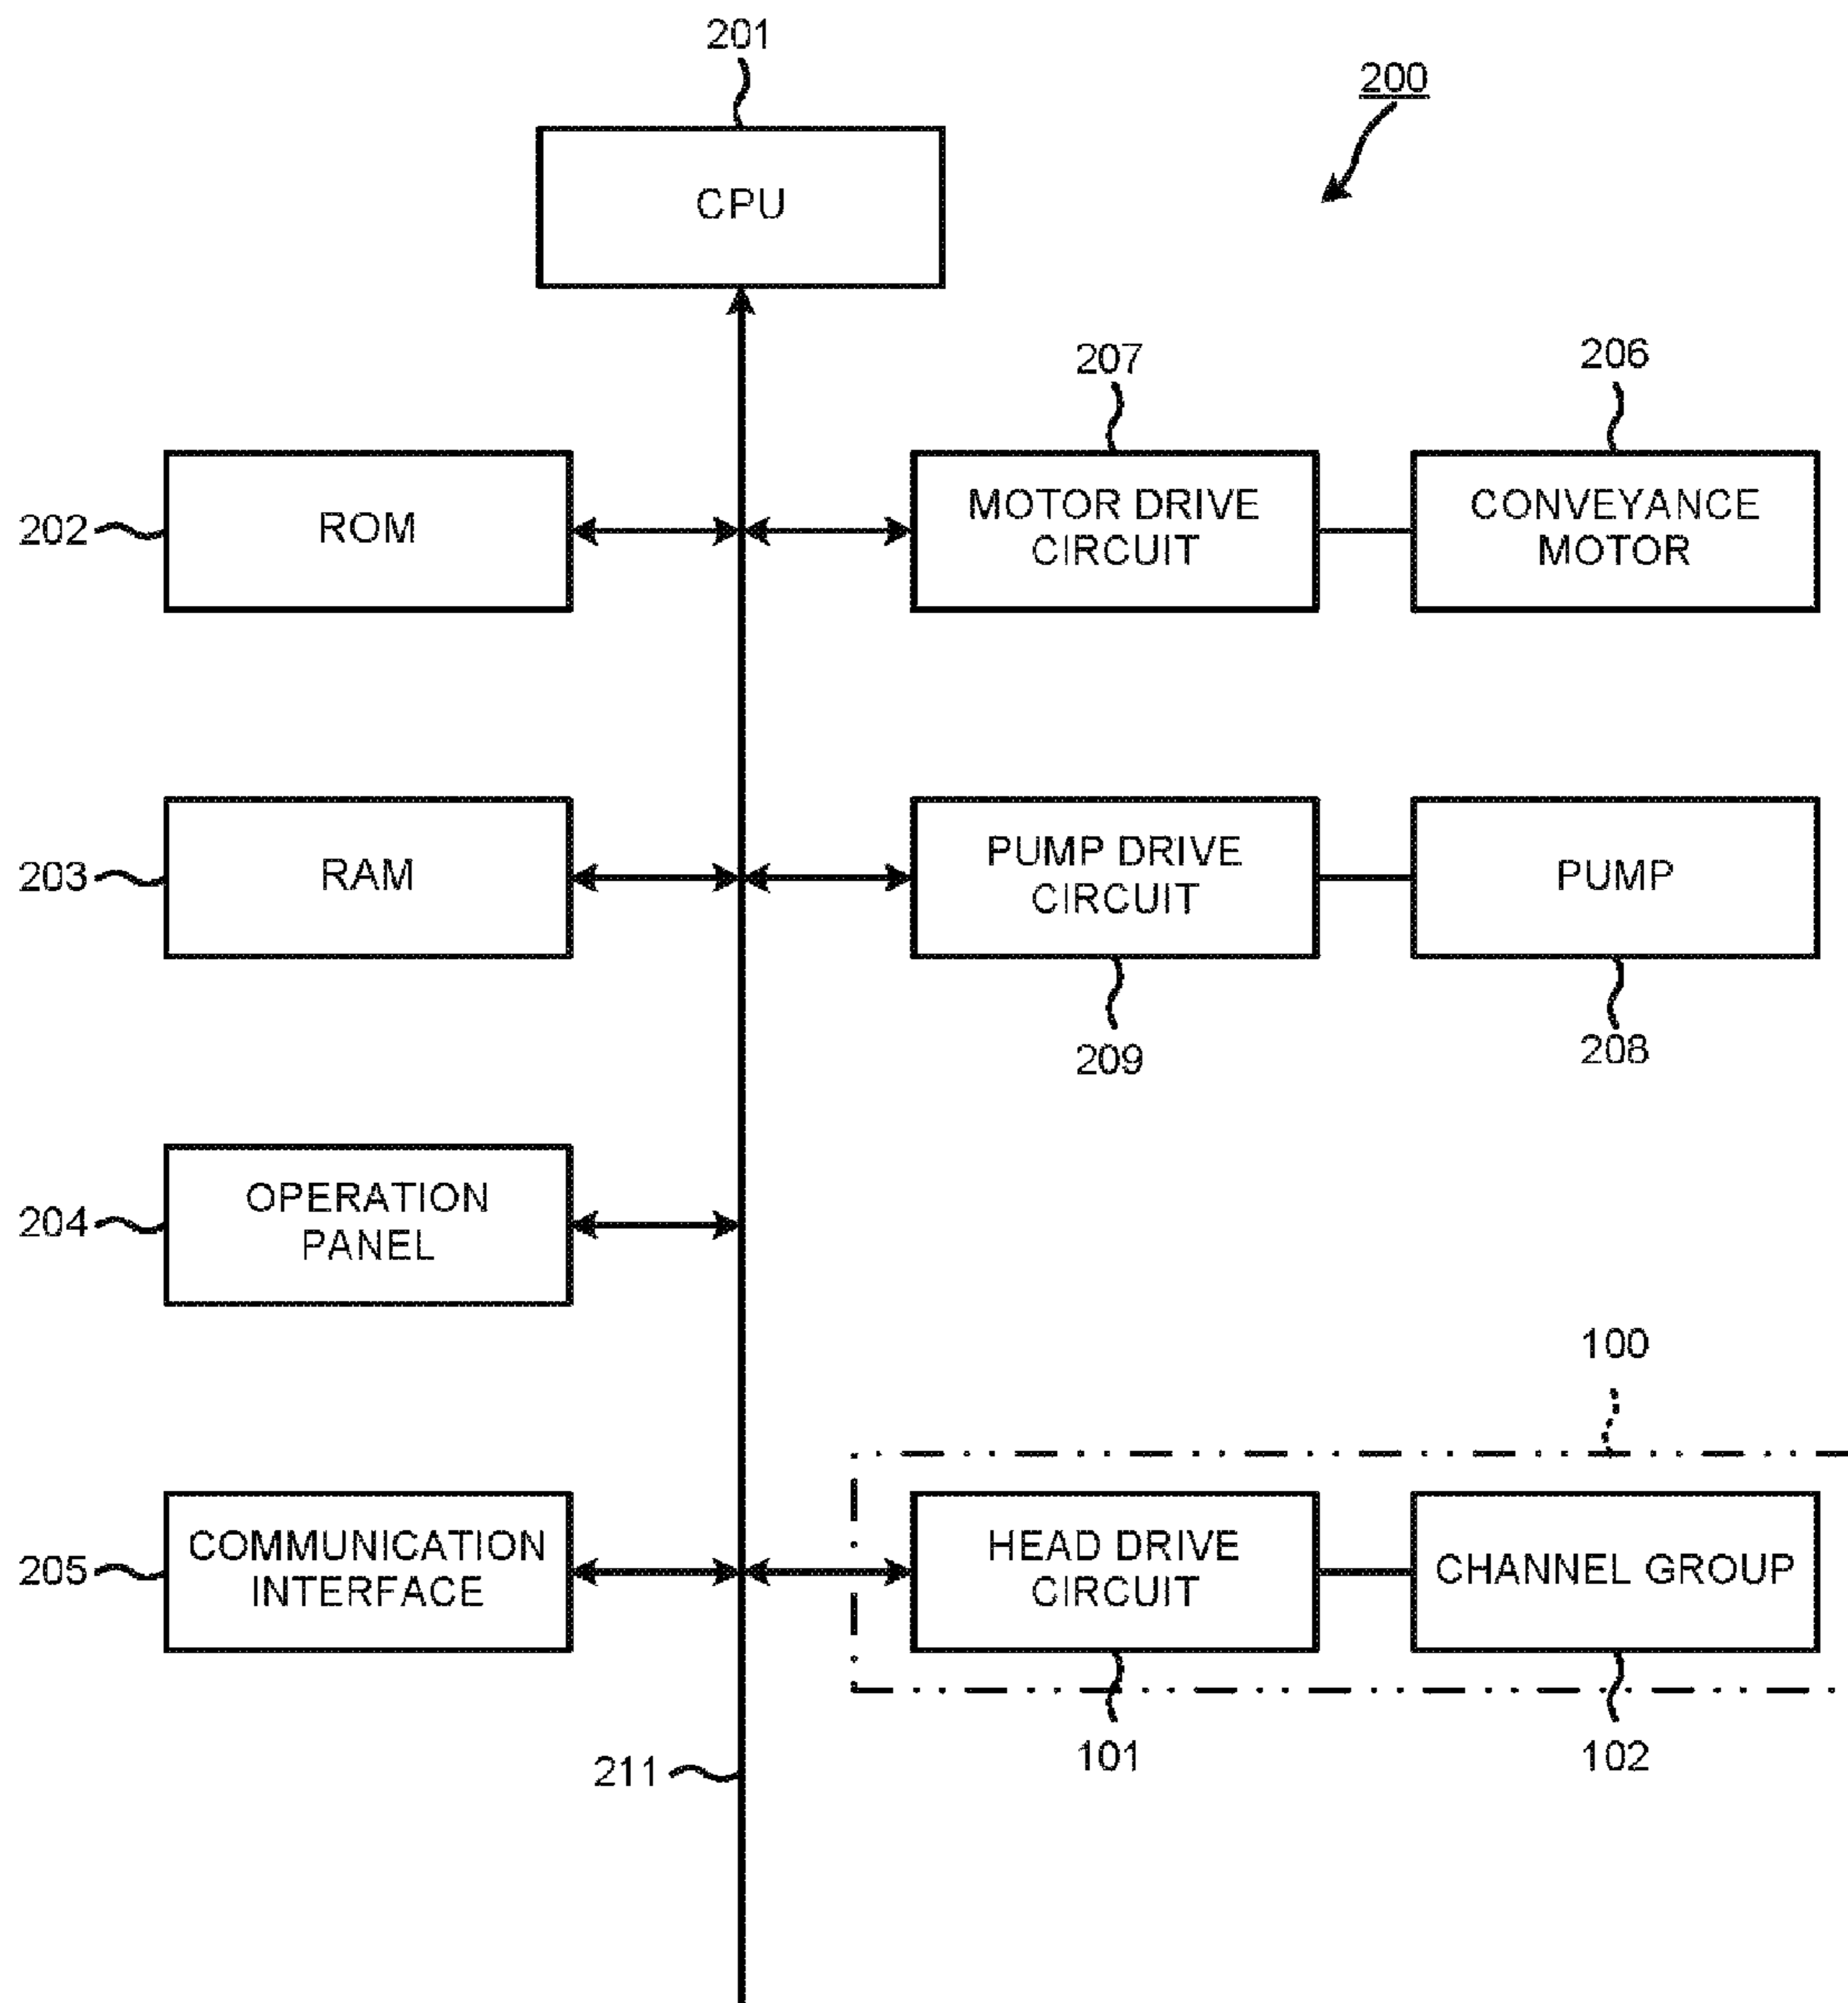 201
200
CPU
207
206
202
ROM
MOTOR DRIVE
CIRCUIT
CONVEYANCE
MOTOR
203
RAM
PUMP DRIVE
CIRCUIT
PUMP
209
208
204
OPERATION
PANEL
100
205
COMMUNICATION
INTERFACE
HEAD DRIVE
CIRCUIT
CHANNEL GROUP
211
101
102